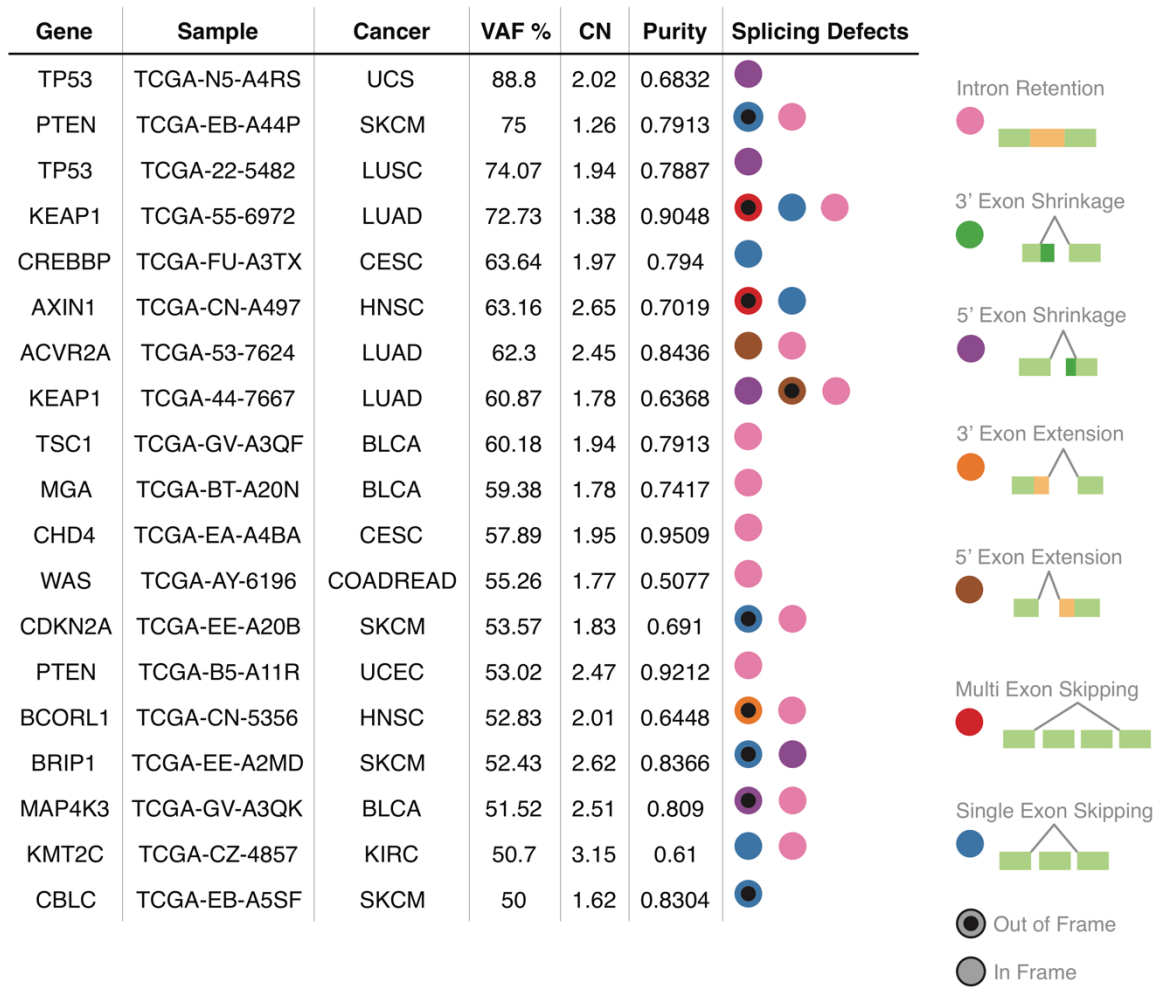 Gene Sample Cancer VAF % CN Purity Splicing Defects
TP53 TCGA-N5-A4RS UCS 88.8 2.02 0.6832
PTEN TCGA-EB-A44P SKCM 75 1.26 0.7913
TP53 TCGA-22-5482 LUSC 74.07 1.94 0.7887
KEAP1 TCGA-55-6972 LUAD 72.73 1.38 0.9048
CREBBP TCGA-FU-A3TX CESC 63.64 1.97 0.794
AXIN1 TCGA-CN-A497 HNSC 63.16 2.65 0.7019
ACVR2A TCGA-53-7624 LUAD 62.3 2.45 0.8436
KEAP1 TCGA-44-7667 LUAD 60.87 1.78 0.6368
TSC1 TCGA-GV-A3QF BLCA 60.18 1.94 0.7913
MGA TCGA-BT-A20N BLCA 59.38 1.78 0.7417
CHD4 TCGA-EA-A4BA CESC 57.89 1.95 0.9509
WAS TCGA-AY-6196 COADREAD 55.26 1.77 0.5077
CDKN2A TCGA-EE-A20B SKCM 53.57 1.83 0.691
PTEN TCGA-B5-A11R UCEC 53.02 2.47 0.9212
BCORL1 TCGA-CN-5356 HNSC 52.83 2.01 0.6448
BRIP1 TCGA-EE-A2MD SKCM 52.43 2.62 0.8366
MAP4K3 TCGA-GV-A3QK BLCA 51.52 2.51 0.809
KMT2C TCGA-CZ-4857 KIRC 50.7 3.15 0.61
CBLC TCGA-EB-A5SF SKCM 50 1.62 0.8304
Intron Retention
3’ Exon Shrinkage
5’ Exon Shrinkage
3’ Exon Extension
5’ Exon Extension
Multi Exon Skipping
Single Exon Skipping
Out of Frame
In Frame